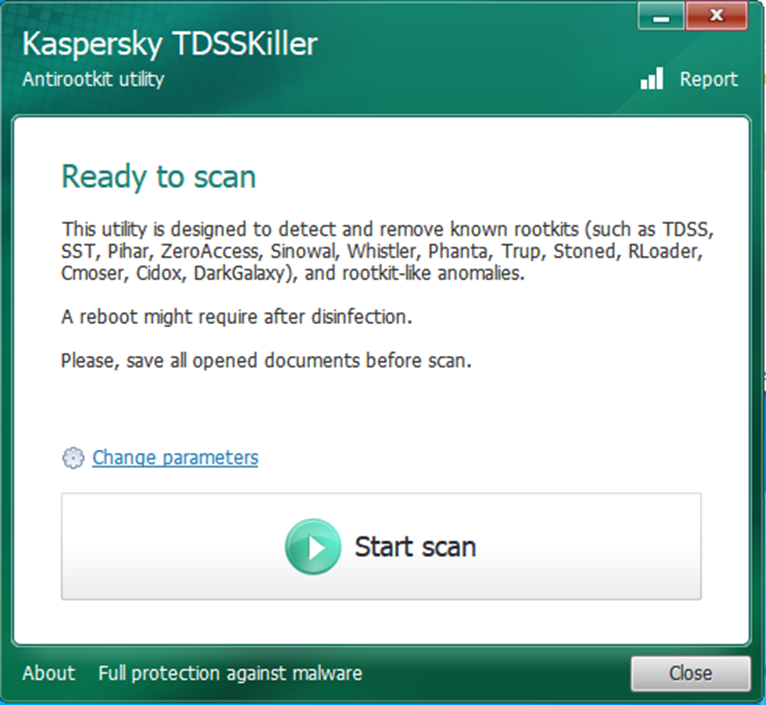 Kaspersky TDSSKiller
Antirootkit utility
Report
Ready to scan
This utility is designed to detect and remove known rootkits (such as TDSS,
SST, Pihar, ZeroAccess, Sinowal, Whistler, Phanta, Trup, Stoned, RLoader,
Cmoser, Cidox, DarkGalaxy), and rootkit-like anomalies.
A reboot might require after disinfection.
Please, save all opened documents before scan.
Change parameters
Start scan
About
Full protection against malware
Close